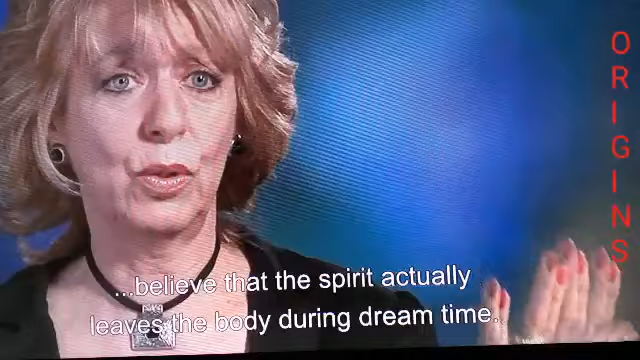 ...believe that the spirit actually
leaves the body during dream time.
ORIGINS